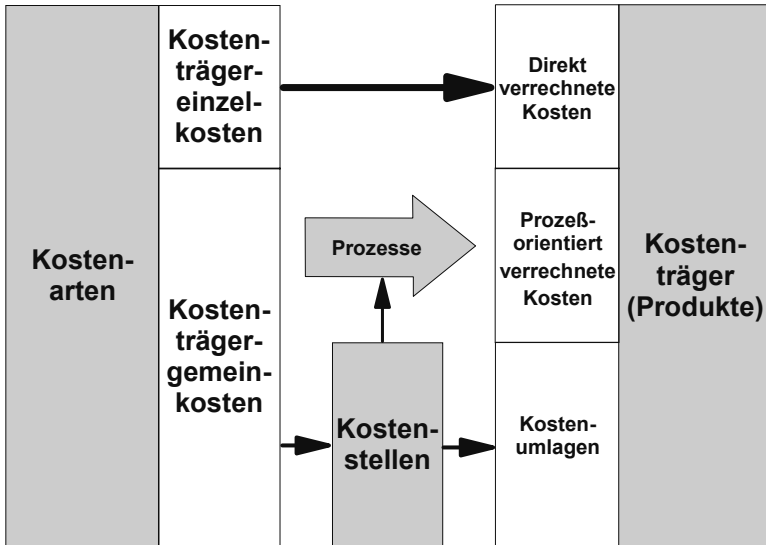 Kosten-
arten
Kosten-
träger-
einzel-
kosten
Kosten-
träger-
gemein-
kosten
Prozesse
Kosten-
stellen
Direkt
verrechnete
Kosten
Prozeß-
orientiert
verrechnete
Kosten
Kosten-
umlagen
Kosten-
träger
(Produkte)